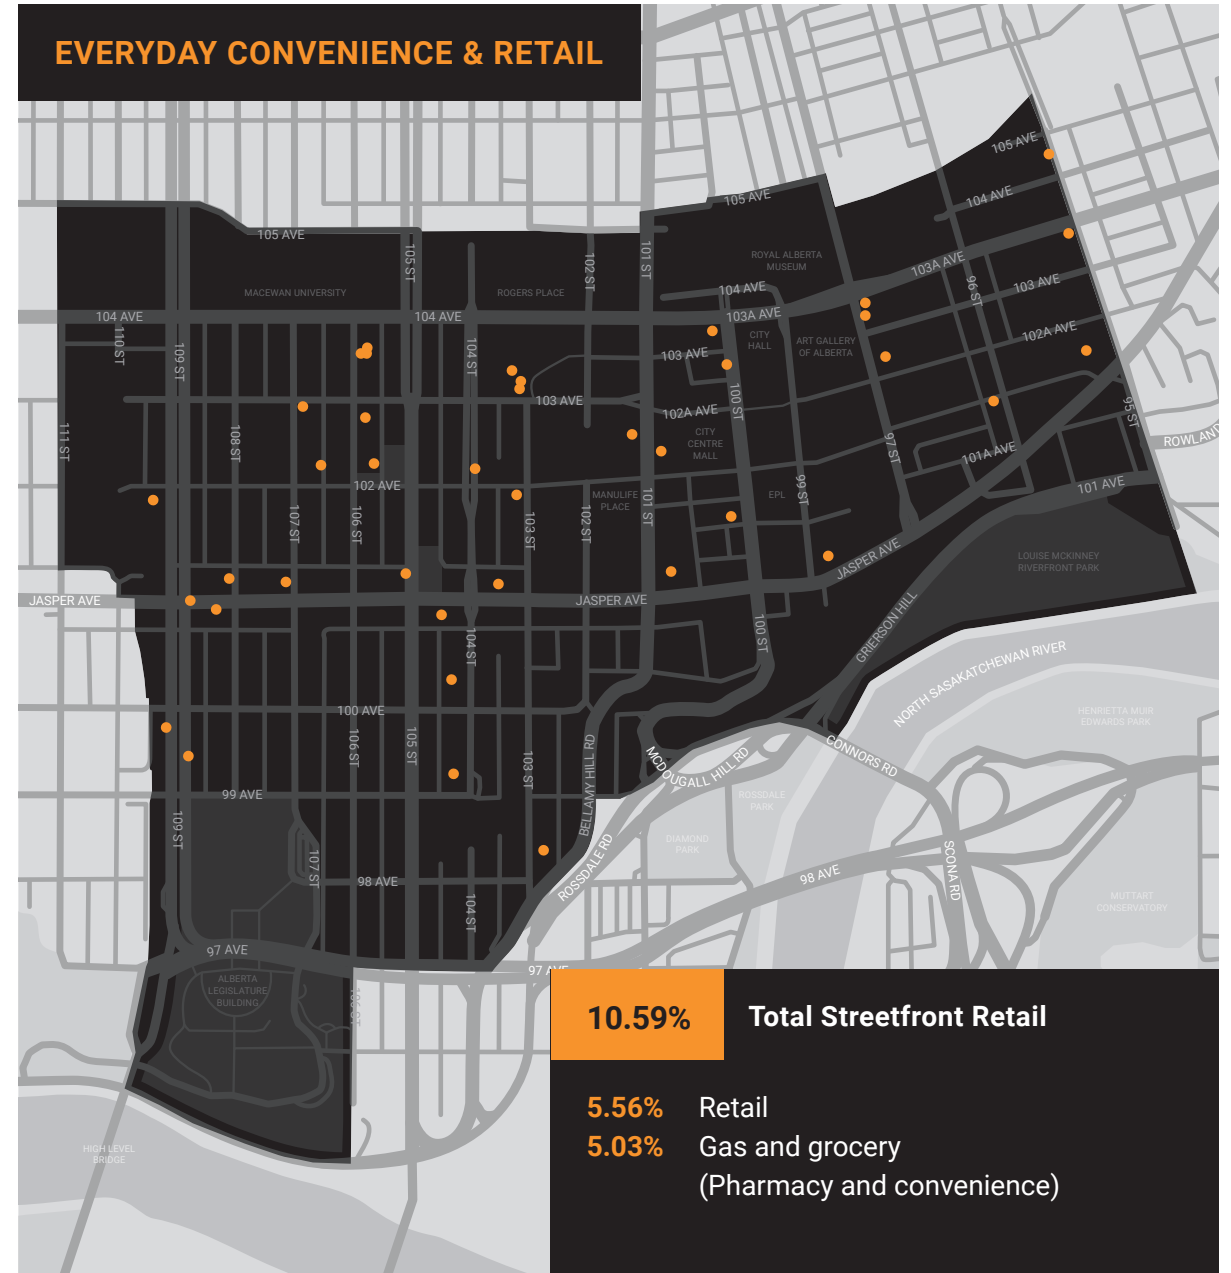 EVERYDAY CONVENIENCE & RETAIL
105 AVE
104 AVE
105 AVE
105 AVE
101 ST
105 ST
102 ST
ROYAL ALBERTA
MUSEUM
103A AVE
96 ST
103 AVE
MACEWAN UNIVERSITY
ROGERS PLACE
104 AVE
103A AVE
104 AVE
104 AVE
110 ST
109 ST
104 ST
CITY
HALL
ART GALLERY
OF ALBERTA
102A AVE
103 AVE
103 AVE
100 ST
102A AVE
95 ST
111 ST
108 ST
CITY
CENTRE
MALL
97 ST
101A AVE
ROWLAND
102 AVE
MANULIFE
PLACE
101 ST
EPL
99 ST
101 AVE
107 ST
106 ST
103 ST
102 ST
JASPER AVE
LOUISE MCKINNEY
RIVERFRONT PARK
JASPER AVE
JASPER AVE
104 ST
100 ST
GRIERSON HILL
NORTH SASAKATCHEWAN RIVER
100 AVE
HENRIETTA MUIR
EDWARDS PARK
106 ST
105 ST
103 ST
BELLAMY HILL RD
MCDOUGALL HILL RD
CONNORS RD
99 AVE
ROSSDALE
PARK
109 ST
107 ST
DIAMOND
PARK
98 AVE
ROSSDALE RD
98 AVE
SCONA RD
MUTTART
CONSERVATORY
104 ST
97 AVE
97 AVE
ALBERTA
LEGISLATURE
BUILDING
106 ST
HIGH LEVEL
BRIDGE
10.59% Total Streetfront Retail
5.56% Retail
5.03% Gas and grocery
(Pharmacy and convenience)